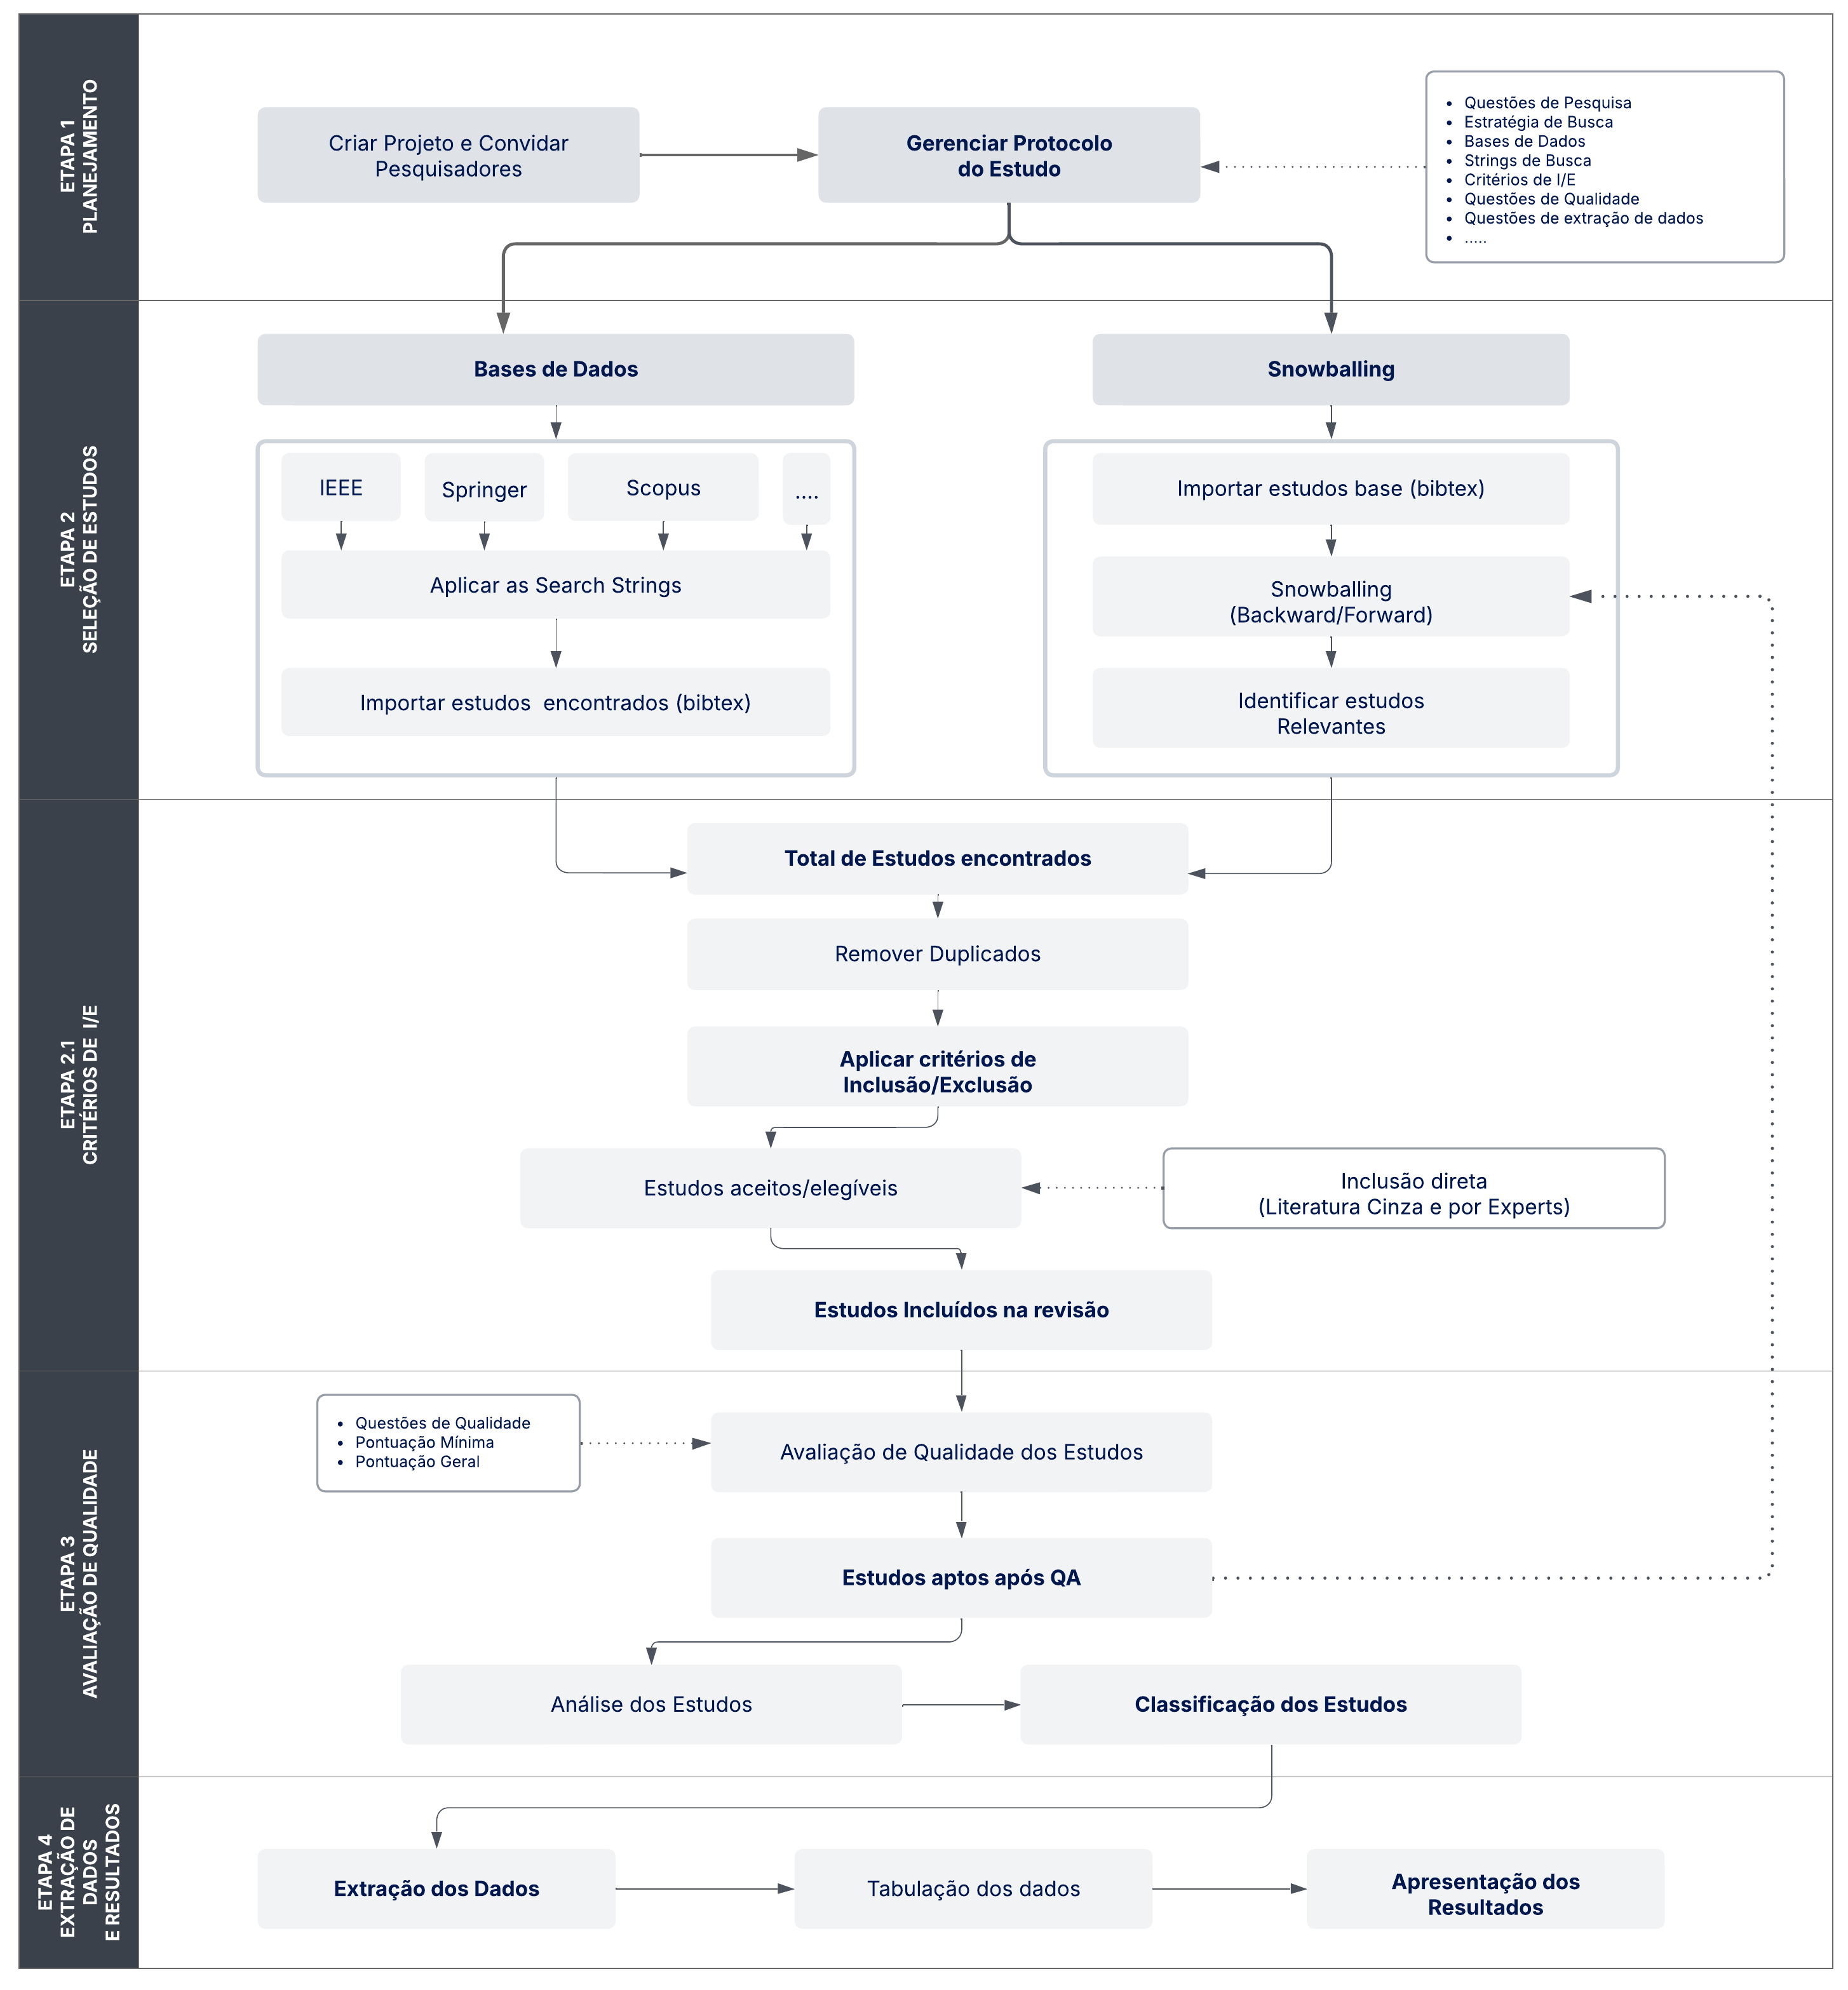 ETAPA 1
PLANEJAMENTO
Criar Projeto e Convidar
Pesquisadores
Gerenciar Protocolo
do Estudo
• Questões de Pesquisa
• Estratégia de Busca
• Bases de Dados
• Strings de Busca
• Critérios de I/E
• Questões de Qualidade
• Questões de extração de dados
• .....
ETAPA 2
SELEÇÃO DE ESTUDOS
Bases de Dados
IEEE
Springer
Scopus
....
Aplicar as Search Strings
Importar estudos  encontrados (bibtex)
Snowballing
Importar estudos base (bibtex)
Snowballing
(Backward/Forward)
Identificar estudos
Relevantes
ETAPA 2.1
CRITÉRIOS DE  I/E
Total de Estudos encontrados
Remover Duplicados
Aplicar critérios de
Inclusão/Exclusão
Estudos aceitos/elegíveis
Inclusão direta
(Literatura Cinza e por Experts)
Estudos Incluídos na revisão
ETAPA 3
AVALIAÇÃO DE QUALIDADE
• Questões de Qualidade
• Pontuação Mínima
• Pontuação Geral
Avaliação de Qualidade dos Estudos
Estudos aptos após QA
Análise dos Estudos
Classificação dos Estudos
ETAPA 4
EXTRAÇÃO DE
DADOS
E RESULTADOS
Extração dos Dados
Tabulação dos dados
Apresentação dos
Resultados